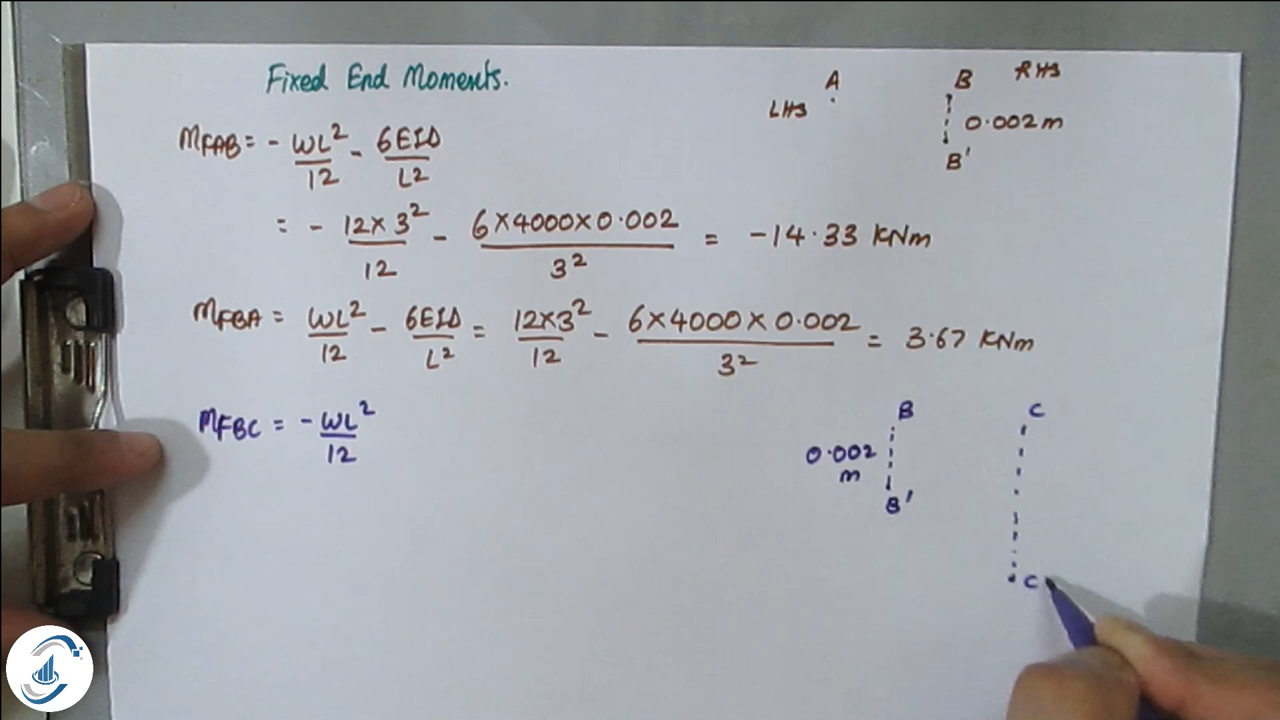 Fixed End Moments.
A
B
RHS
LHS
0.002m
B'
MFAB = - WL²/12 - 6EIΔ/L²
= - 12×3²/12 - 6×4000×0.002/3² = -14.33 KNm
MFBA = WL²/12 - 6EIΔ/L² = 12×3²/12 - 6×4000×0.002/3² = 3.67 KNm
MFBC = - WL²/12
B
C
0.002
m
B'
C